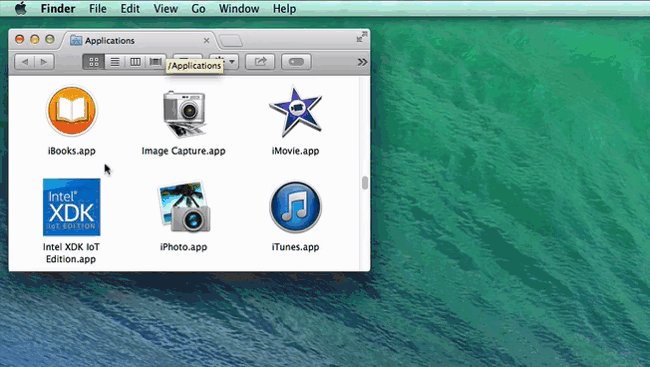 Finder File Edit View Go Window Help
Applications
/Applications
iBooks.app Image Capture.app iMovie.app
Intel®
XDK
IoT EDITION
Intel XDK IoT
Edition.app iPhoto.app iTunes.app